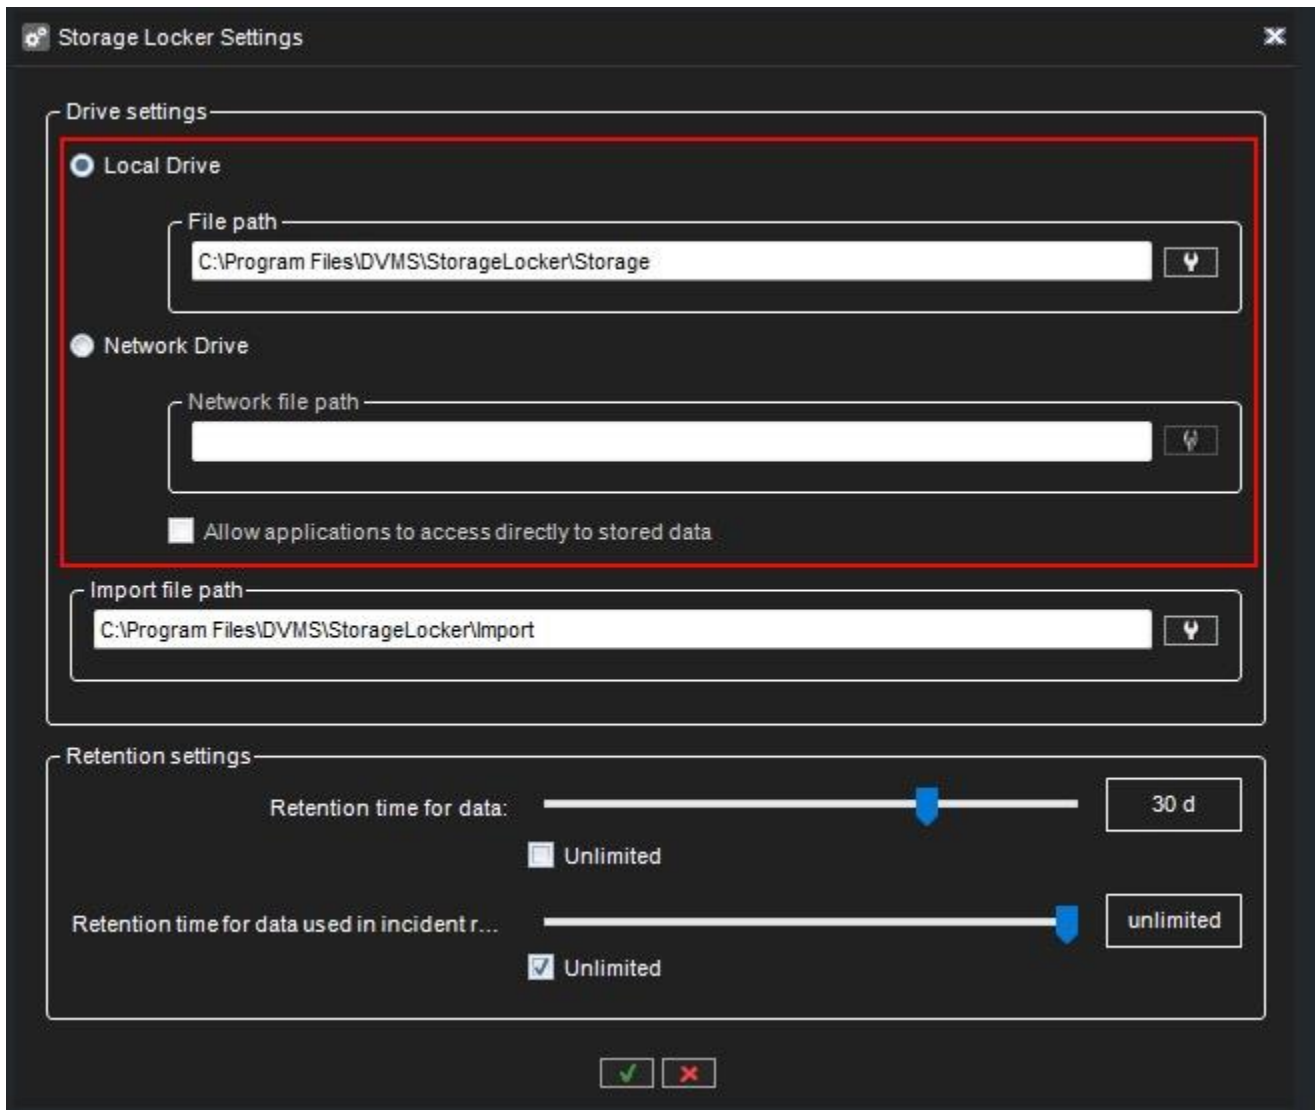 Storage Locker Settings
Drive settings
Local Drive
File path
C:\Program Files\DVMS\StorageLocker\Storage
Network Drive
Network file path
Allow applications to access directly to stored data
Import file path
C:\Program Files\DVMS\StorageLocker\Import
Retention settings
Retention time for data:
30 d
Unlimited
Retention time for data used in incident r...
unlimited
Unlimited